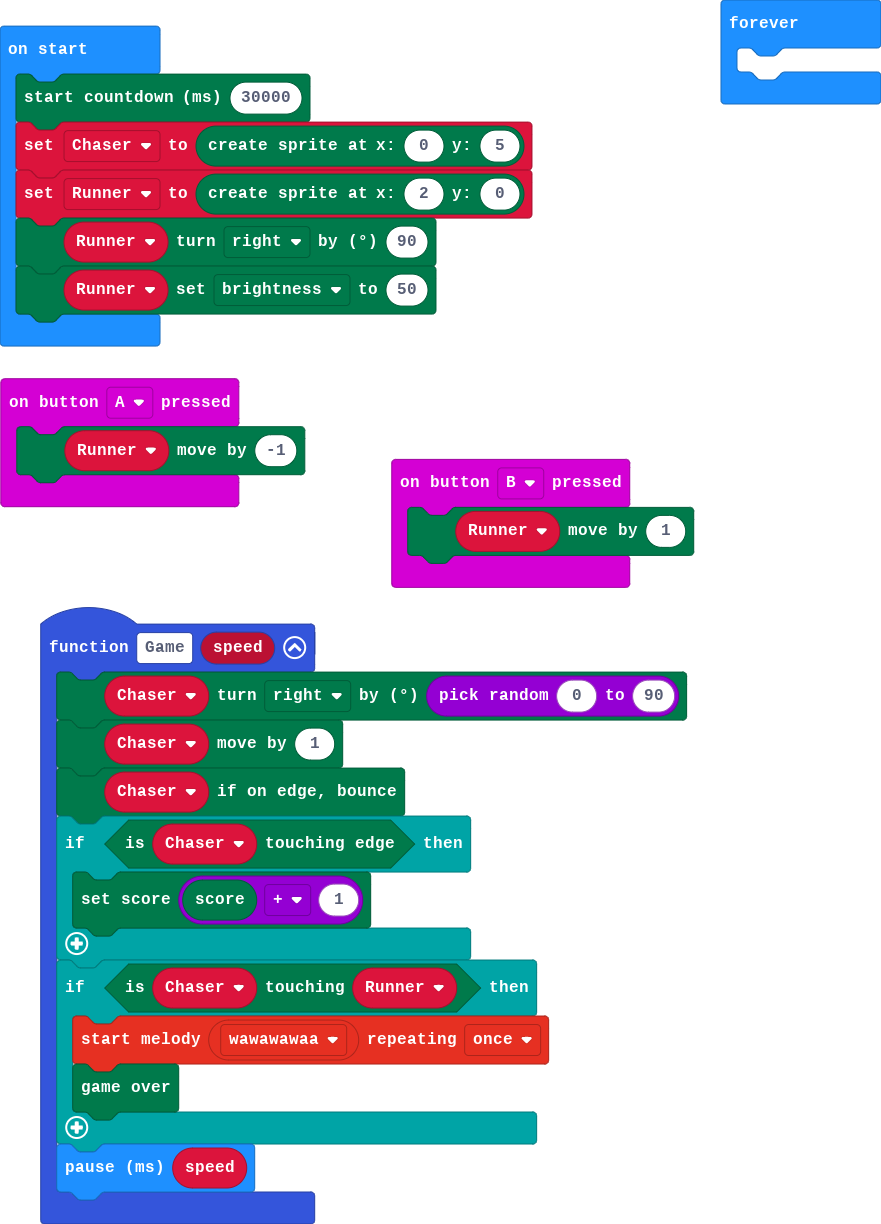 on start
start countdown (ms) 30000
set Chaser to create sprite at x: 0 y: 5
set Runner to create sprite at x: 2 y: 0
Runner turn right by (°) 90
Runner set brightness to 50
forever
on button A pressed
Runner move by -1
on button B pressed
Runner move by 1
function Game speed
Chaser turn right by (°) pick random 0 to 90
Chaser move by 1
Chaser if on edge, bounce
if is Chaser touching edge then
set score score + 1
if is Chaser touching Runner then
start melody wawawawaa repeating once
game over
pause (ms) speed